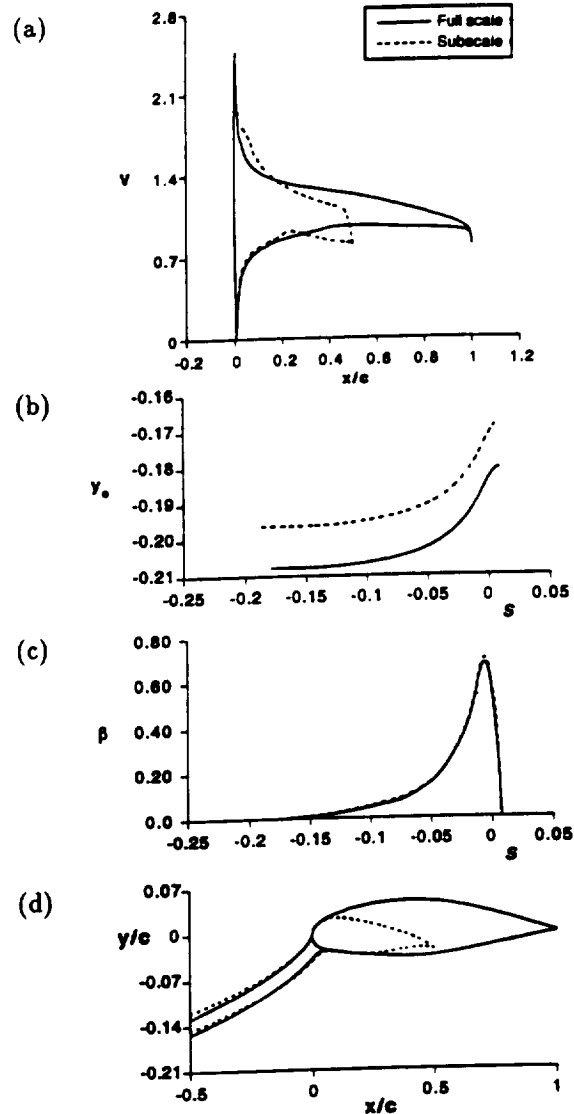 (a)
Full scale
Subscale
2.8
2.1
1.4
0.7
0
V
-0.2 0 0.2 0.4 0.6 0.8 1 1.2
x/c
(b)
-0.16
-0.17
-0.18
-0.19
-0.20
-0.21
yₒ
-0.25 -0.2 -0.15 -0.1 -0.05 0 0.05
S
(c)
0.80
0.60
0.40
0.20
0.0
β
-0.25 -0.2 -0.15 -0.1 -0.05 0 0.05
S
(d)
0.07
0
-0.07
-0.14
-0.21
y/c
-0.5 0 0.5 1
x/c